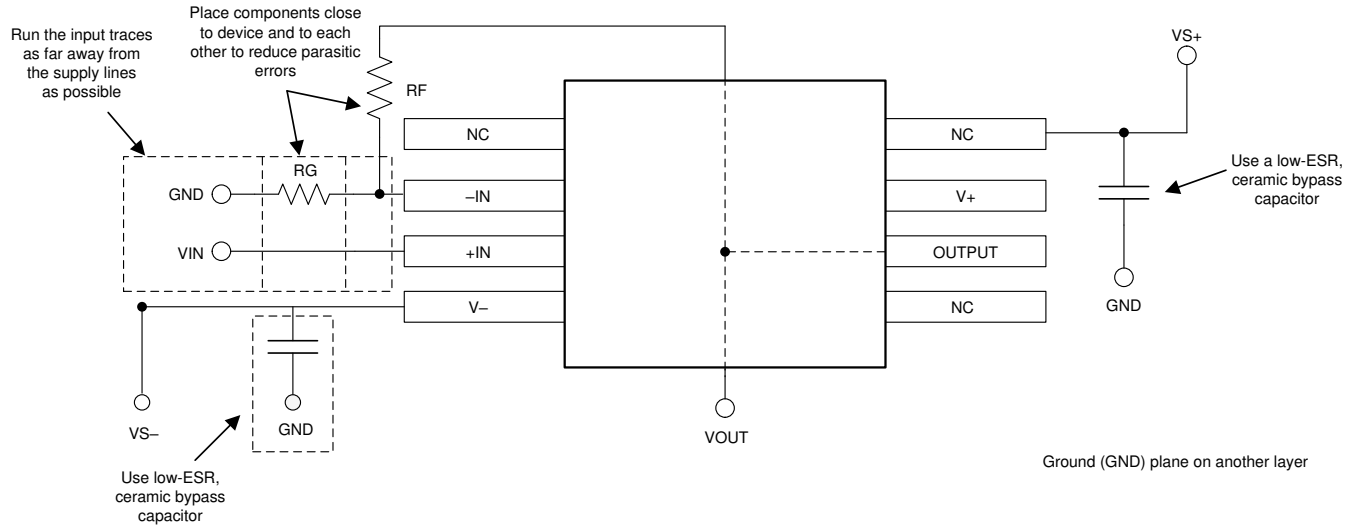 Place components close
to device and to each
other to reduce parasitic
errors
Run the input traces
as far away from
the supply lines
as possible
VS+
RF
NC
NC
Use a low-ESR,
ceramic bypass
capacitor
RG
GND
–IN
V+
VIN
+IN
OUTPUT
V–
NC
GND
VS–
GND
VOUT
Use low-ESR,
ceramic bypass
capacitor
Ground (GND) plane on another layer